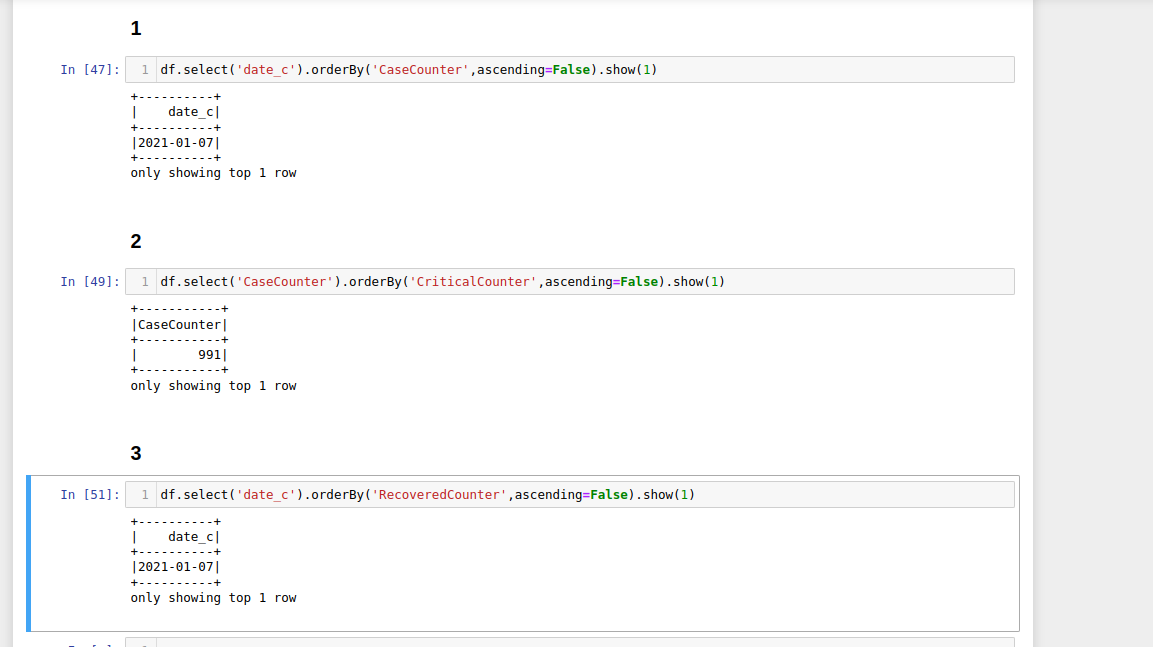 1
In [47]: 1 df.select('date_c').orderBy('CaseCounter',ascending=False).show(1)
+----------+
|    date_c|
+----------+
|2021-01-07|
+----------+
only showing top 1 row
2
In [49]: 1 df.select('CaseCounter').orderBy('CriticalCounter',ascending=False).show(1)
+-----------+
|CaseCounter|
+-----------+
|        991|
+-----------+
only showing top 1 row
3
In [51]: 1 df.select('date_c').orderBy('RecoveredCounter',ascending=False).show(1)
+----------+
|    date_c|
+----------+
|2021-01-07|
+----------+
only showing top 1 row